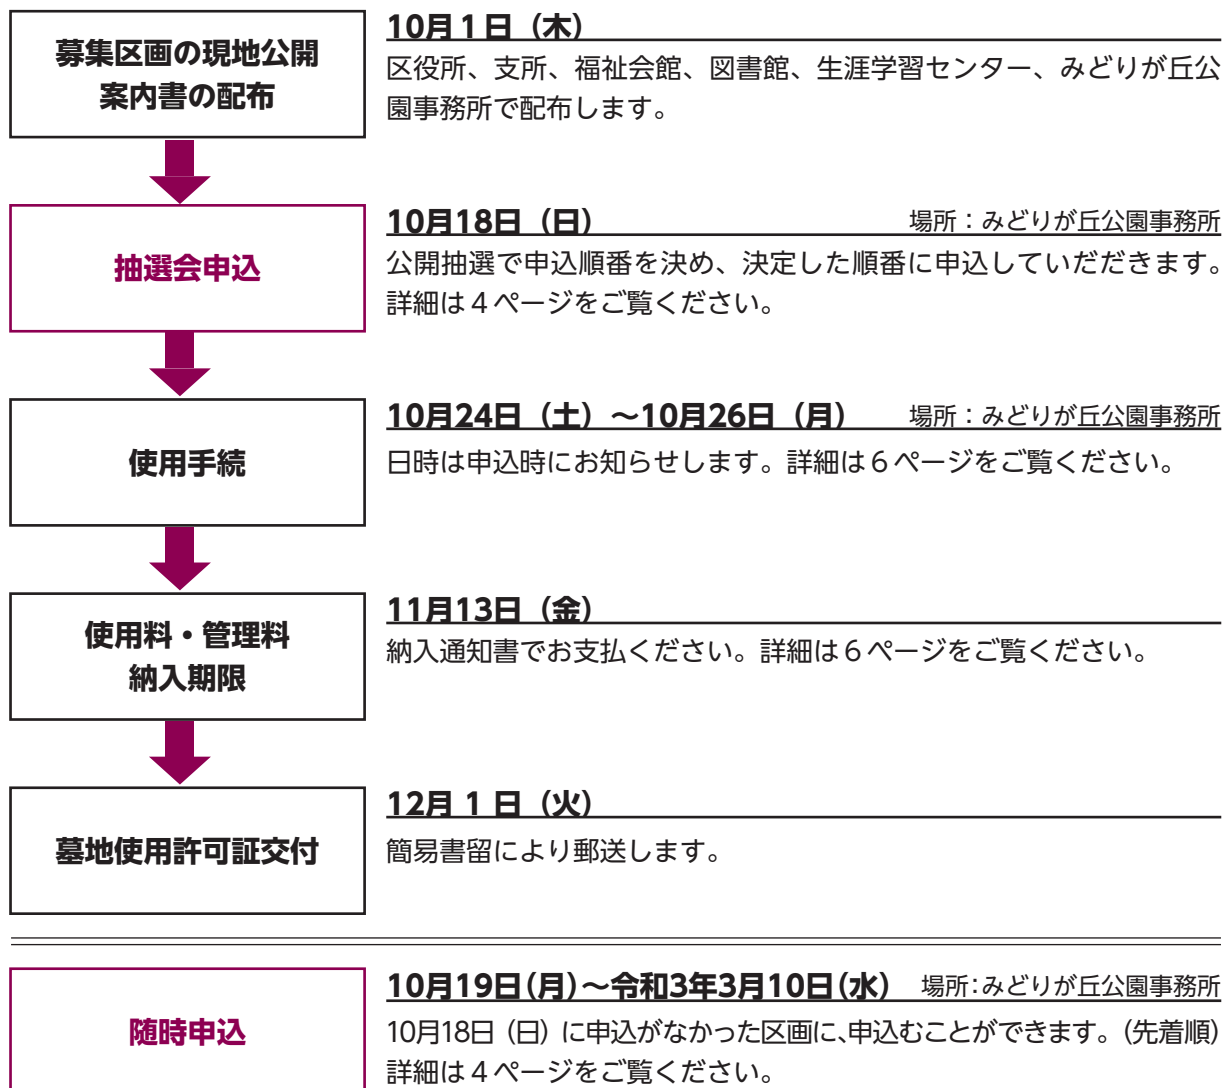 募集区画の現地公開
案内書の配布
10月1日（木）
区役所、支所、福祉会館、図書館、生涯学習センター、みどりが丘公
園事務所で配布します。
抽選会申込
10月18日（日）　場所：みどりが丘公園事務所
公開抽選で申込順番を決め、決定した順番に申込していだだきます。
詳細は４ページをご覧ください。
使用手続
10月24日（土）～10月26日（月）　場所：みどりが丘公園事務所
日時は申込時にお知らせします。詳細は６ページをご覧ください。
使用料・管理料
納入期限
11月13日（金）
納入通知書でお支払ください。詳細は６ページをご覧ください。
墓地使用許可証交付
12月1日（火）
簡易書留により郵送します。
随時申込
10月19日(月)～令和3年3月10日(水)　場所:みどりが丘公園事務所
10月18日（日）に申込がなかった区画に、申込むことができます。(先着順)
詳細は４ページをご覧ください。